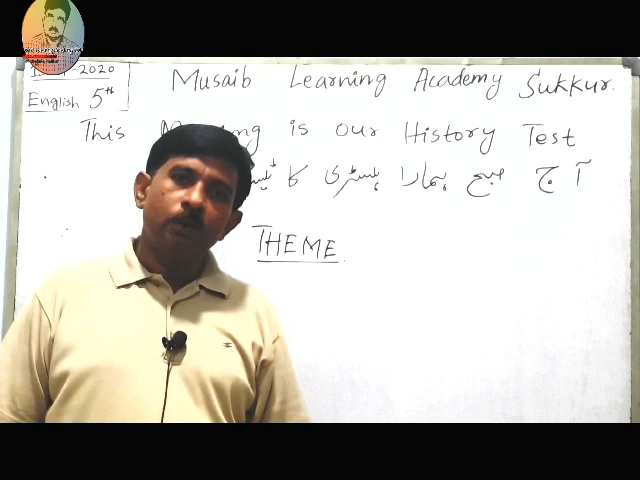 2020
Musaib Learning Academy Sukkur.
English 5th
This is our History Test
آج صبح ہمارا ہسٹری کا
THEME